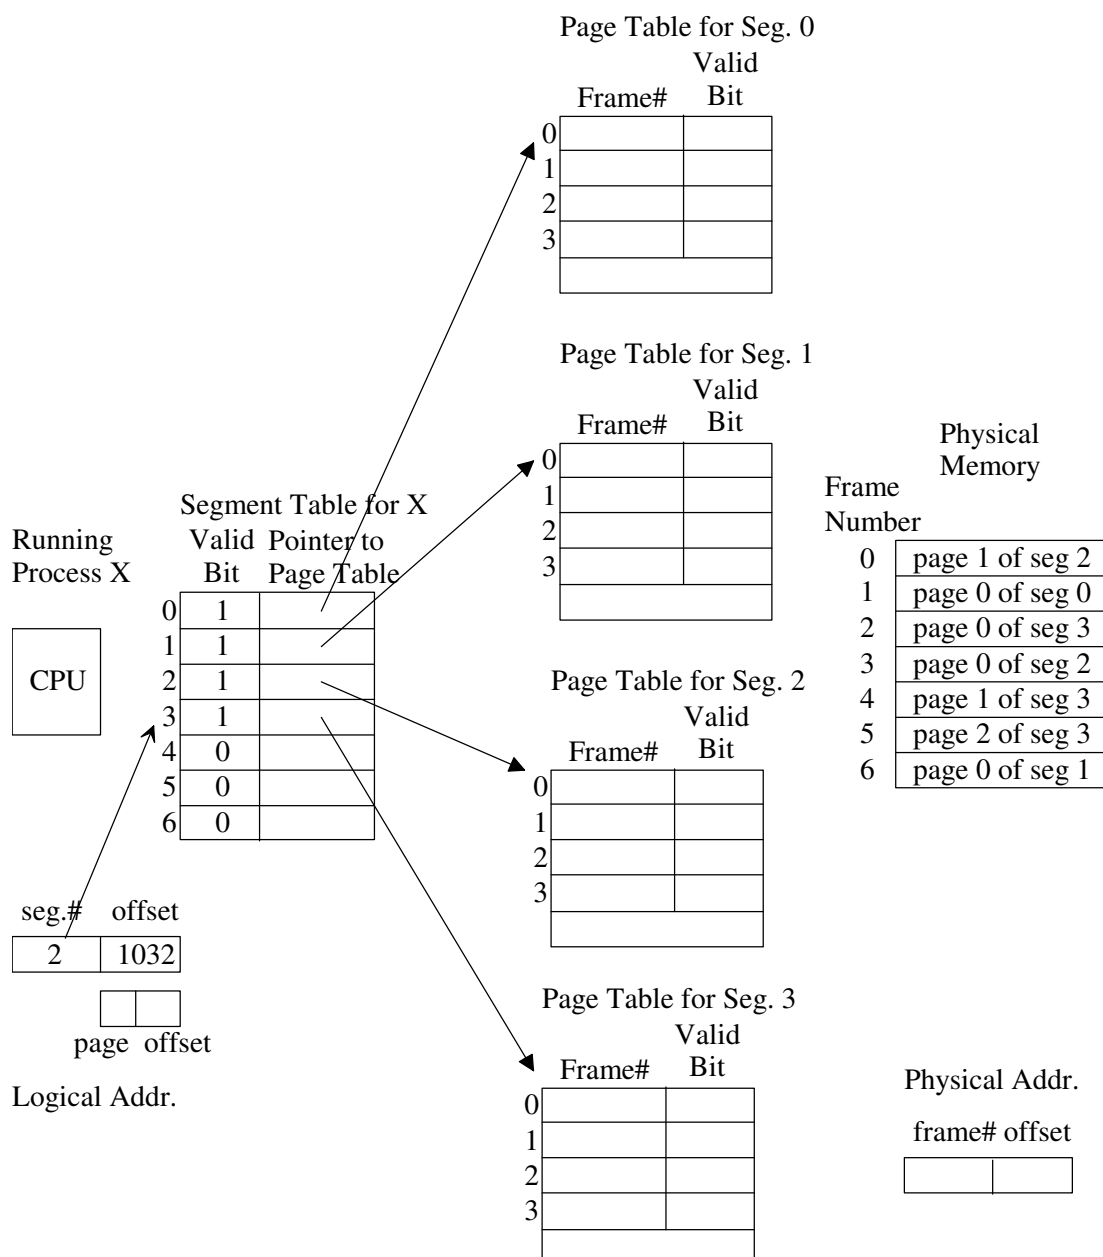 Page Table for Seg. 0
Valid
Frame# Bit
0
1
2
3
Page Table for Seg. 1
Valid
Frame# Bit
0
1
2
3
Physical
Memory
Frame
Number
0 page 1 of seg 2
1 page 0 of seg 0
2 page 0 of seg 3
3 page 0 of seg 2
4 page 1 of seg 3
5 page 2 of seg 3
6 page 0 of seg 1
Running
Process X
CPU
Segment Table for X
Valid Pointer to
Bit Page Table
0 1
1 1
2 1
3 1
4 0
5 0
6 0
Page Table for Seg. 2
Valid
Frame# Bit
0
1
2
3
seg.# offset
2 1032
page offset
Logical Addr.
Page Table for Seg. 3
Valid
Frame# Bit
0
1
2
3
Physical Addr.
frame# offset